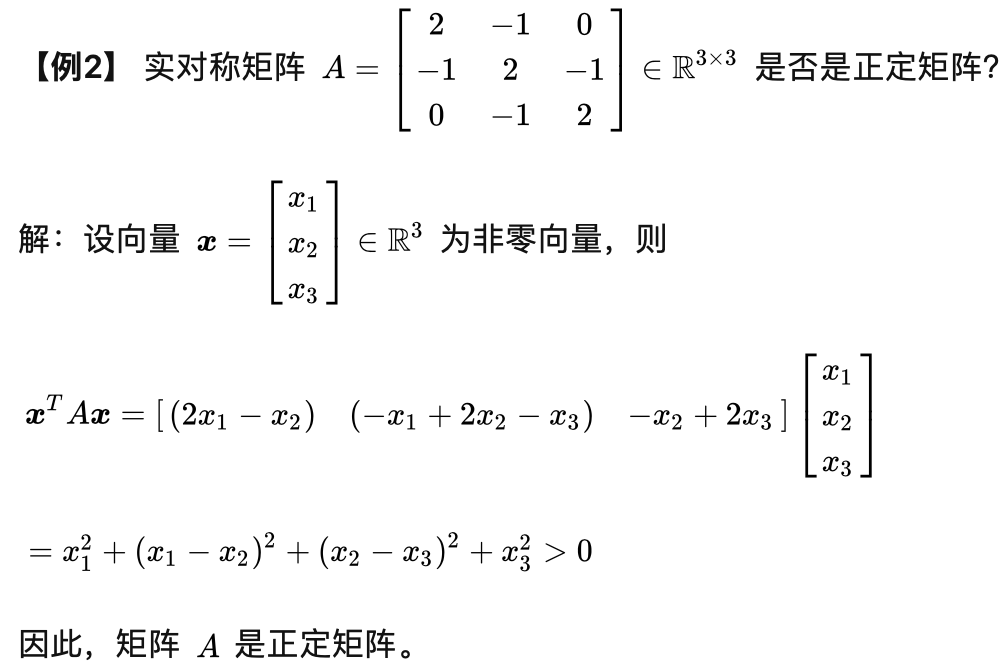 【例2】 实对称矩阵 $A = \begin{bmatrix} 2 & -1 & 0 \\ -1 & 2 & -1 \\ 0 & -1 & 2 \end{bmatrix} \in \mathbb{R}^{3 \times 3}$ 是否是正定矩阵?
解：设向量 $\boldsymbol{x} = \begin{bmatrix} x_1 \\ x_2 \\ x_3 \end{bmatrix} \in \mathbb{R}^3$ 为非零向量，则
$\boldsymbol{x}^T A \boldsymbol{x} = [\,(2x_1 - x_2) \quad (-x_1 + 2x_2 - x_3) \quad -x_2 + 2x_3\,] \begin{bmatrix} x_1 \\ x_2 \\ x_3 \end{bmatrix}$
$= x_1^2 + (x_1 - x_2)^2 + (x_2 - x_3)^2 + x_3^2 > 0$
因此，矩阵 $A$ 是正定矩阵。